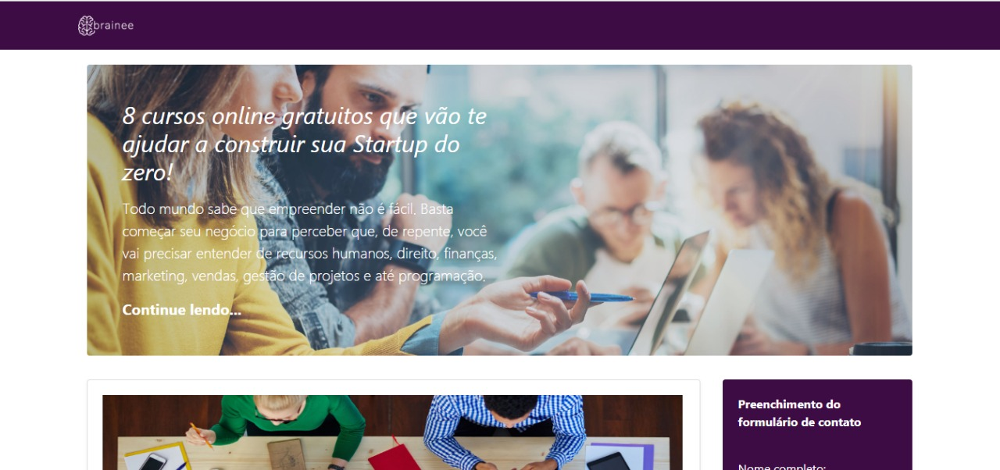 brainee
8 cursos online gratuitos que vão te
ajudar a construir sua Startup do
zero!
Todo mundo sabe que empreender não é fácil. Basta
começar seu negócio para perceber que, de repente, você
vai precisar entender de recursos humanos, direito, finanças,
marketing, vendas, gestão de projetos e até programação.
Continue lendo...
Preenchimento do
formulário de contato
Nome completo: